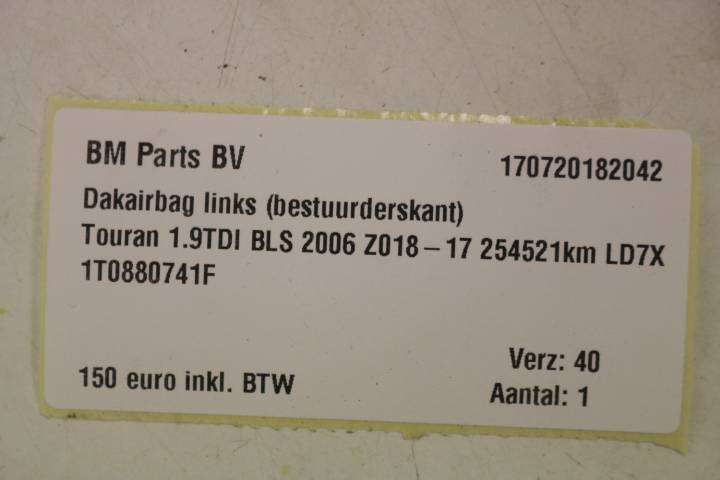 BM Parts BV 170720182042
Dakairbag links (bestuurderskant)
Touran 1.9TDI BLS 2006 Z018-17 254521km LD7X
1T0880741F
Verz: 40
150 euro inkl. BTW
Aantal: 1